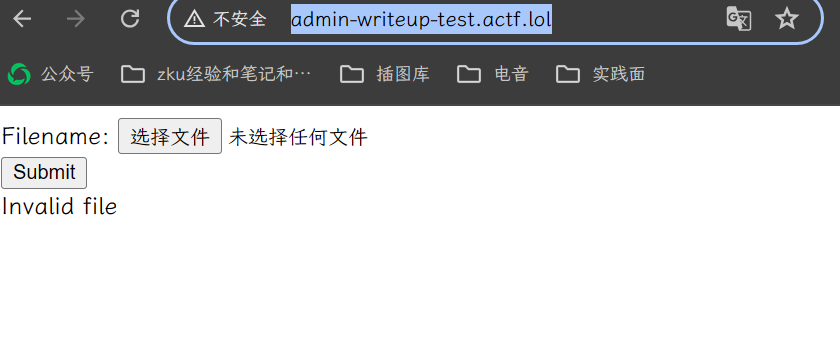 不安全 admin-writeup-test.actf.lol
公众号 zku经验和笔记和… 插图库 电音 实践面
Filename: 选择文件 未选择任何文件
Submit
Invalid file